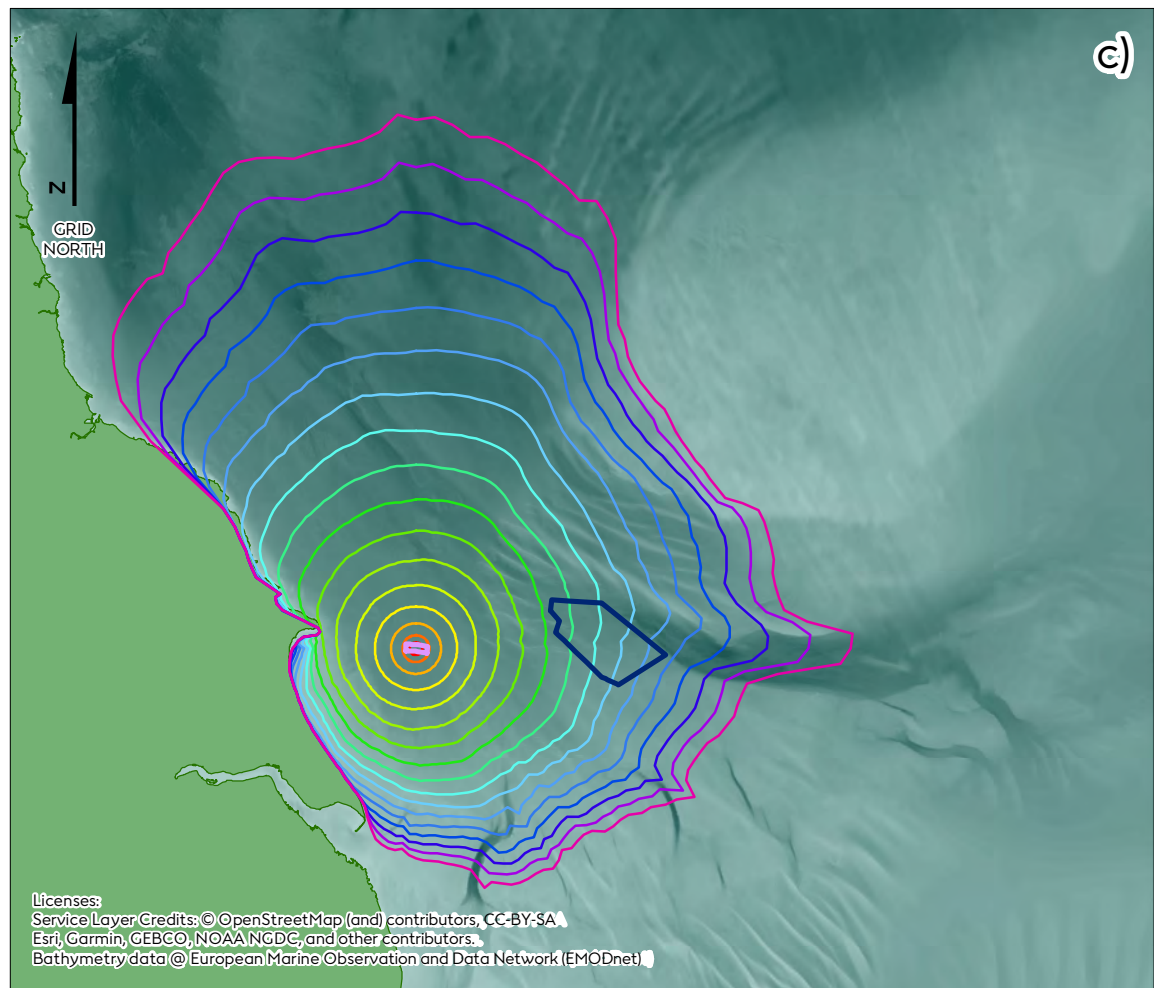 c)
N
GRID
NORTH
Licenses:
Service Layer Credits: © OpenStreetMap (and) contributors, CC-BY-SA
Esri, Garmin, GEBCO, NOAA NGDC, and other contributors.
Bathymetry data @ European Marine Observation and Data Network (EMODnet)